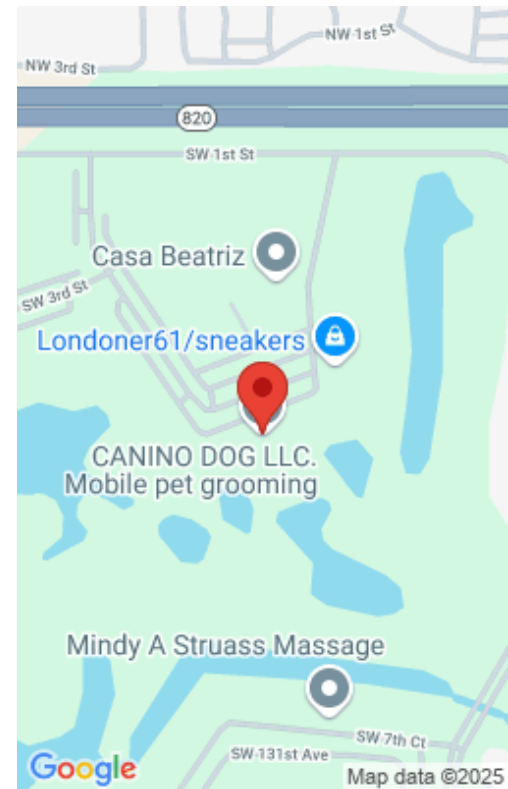 NW 1st St
NW 3rd St
820
SW 1st St
Casa Beatriz
SW 3rd St
Londoner61/sneakers
CANINO DOG LLC.
Mobile pet grooming
Mindy A Struass Massage
SW 7th Ct
SW 131st Ave
Google
Map data ©2025